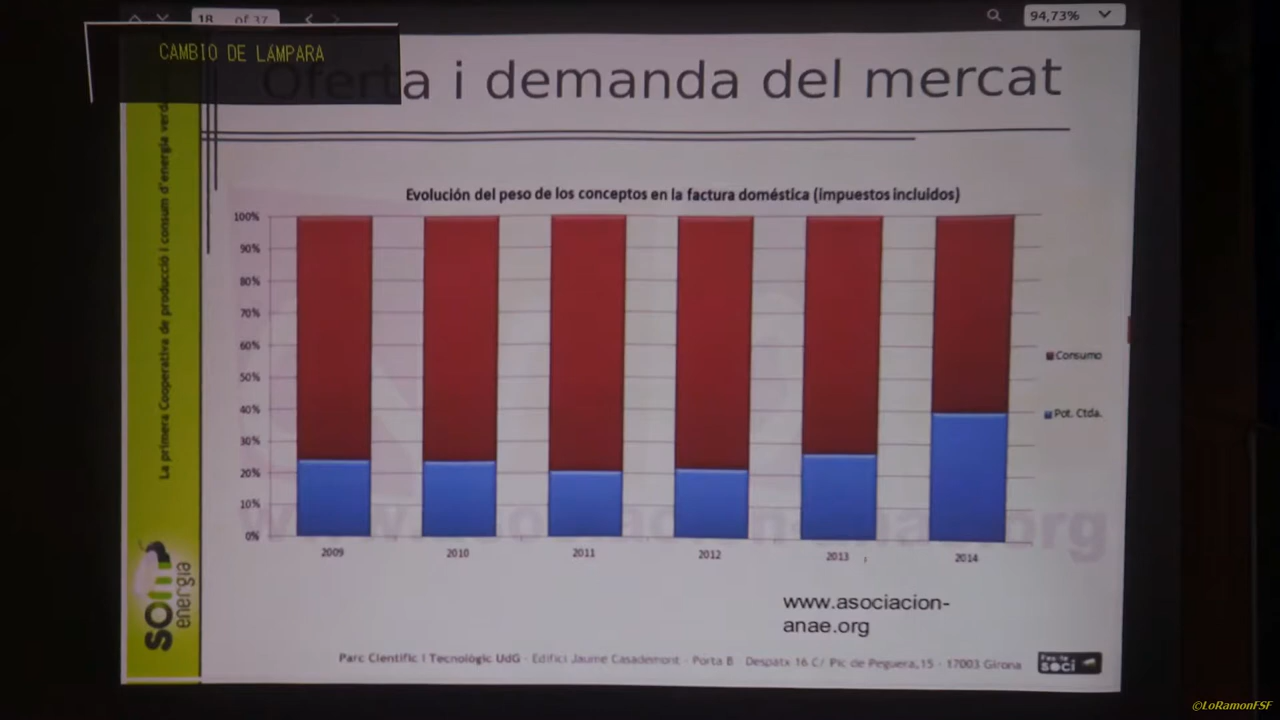 18 of 37
94,73%
CAMBIO DE LÁMPARA
Oferta i demanda del mercat
La primera Cooperativa de producció i consum d'energia verda
Evolución del peso de los conceptos en la factura doméstica (impuestos incluidos)
100%
90%
80%
70%
60%
50%
40%
30%
20%
10%
0%
Consumo
Pot. Ctda.
2009
2010
2011
2012
2013
2014
www.asociacion-
anae.org
som
energia
Parc Científic i Tecnològic UdG - Edifici Jaume Casademont - Porta B Despatx 16 C/ Pic de Peguera, 15 - 17003 Girona
soci
©LoRamonFSF